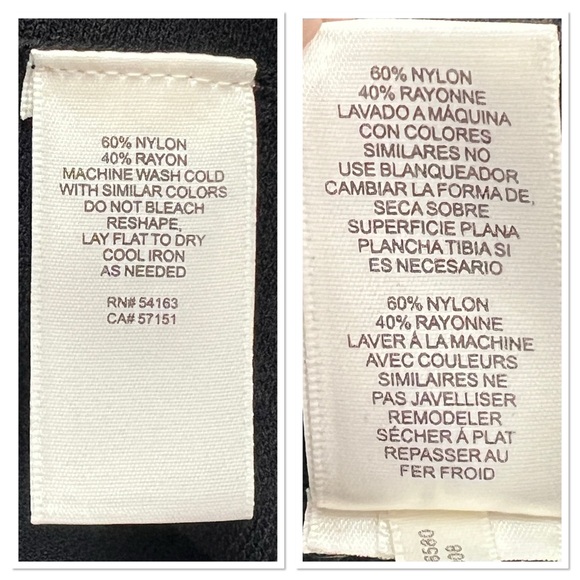 60% NYLON
40% RAYON
MACHINE WASH COLD
WITH SIMILAR COLORS
DO NOT BLEACH
RESHAPE,
LAY FLAT TO DRY
COOL IRON
AS NEEDED
RN# 54163
CA# 57151
60% NYLON
40% RAYONNE
LAVADO A MÁQUINA
CON COLORES
SIMILARES NO
USE BLANQUEADOR
CAMBIAR LA FORMA DE,
SECA SOBRE
SUPERFICIE PLANA
PLANCHA TIBIA SI
ES NECESARIO
60% NYLON
40% RAYONNE
LAVER Á LA MACHINE
AVEC COULEURS
SIMILAIRES NE
PAS JAVELLISER
REMODELER
SÉCHER Á PLAT
REPASSER AU
FER FROID
6580
08